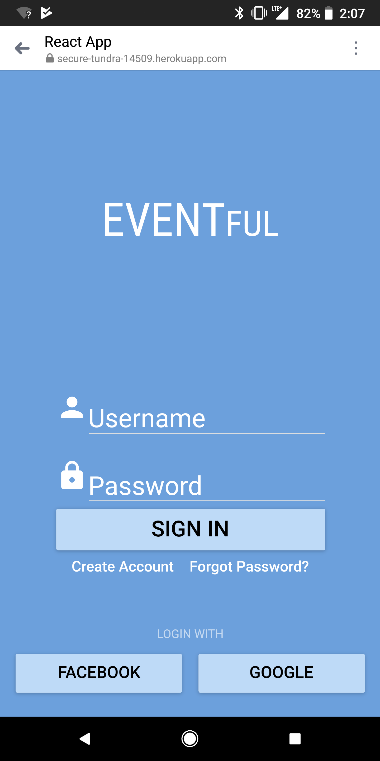 LTE+ 82% 2:07
React App
secure-tundra-14509.herokuapp.com
EVENTFUL
Username
Password
SIGN IN
Create Account Forgot Password?
LOGIN WITH
FACEBOOK GOOGLE